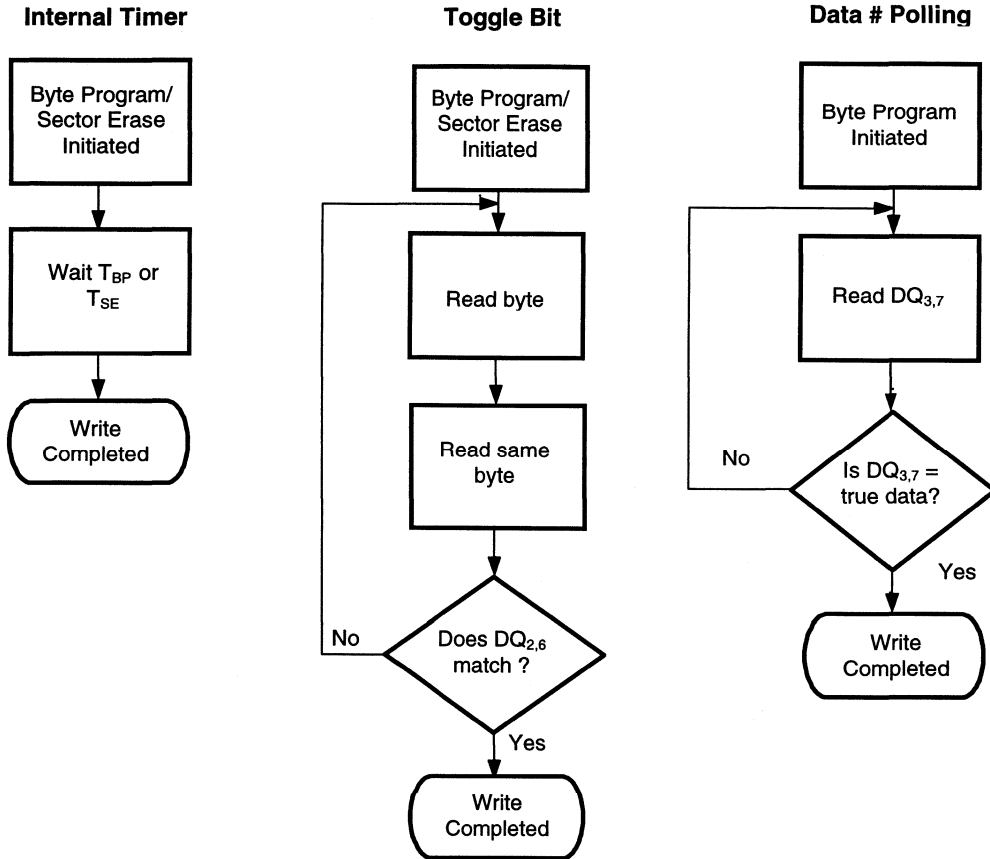 Internal Timer
Byte Program/
Sector Erase
Initiated
Wait TBP or
TSE
Write
Completed
Toggle Bit
Byte Program/
Sector Erase
Initiated
Read byte
Read same
byte
Does DQ2,6
match ?
No
Yes
Write
Completed
Data # Polling
Byte Program
Initiated
Read DQ3,7
Is DQ3,7 =
true data?
No
Yes
Write
Completed